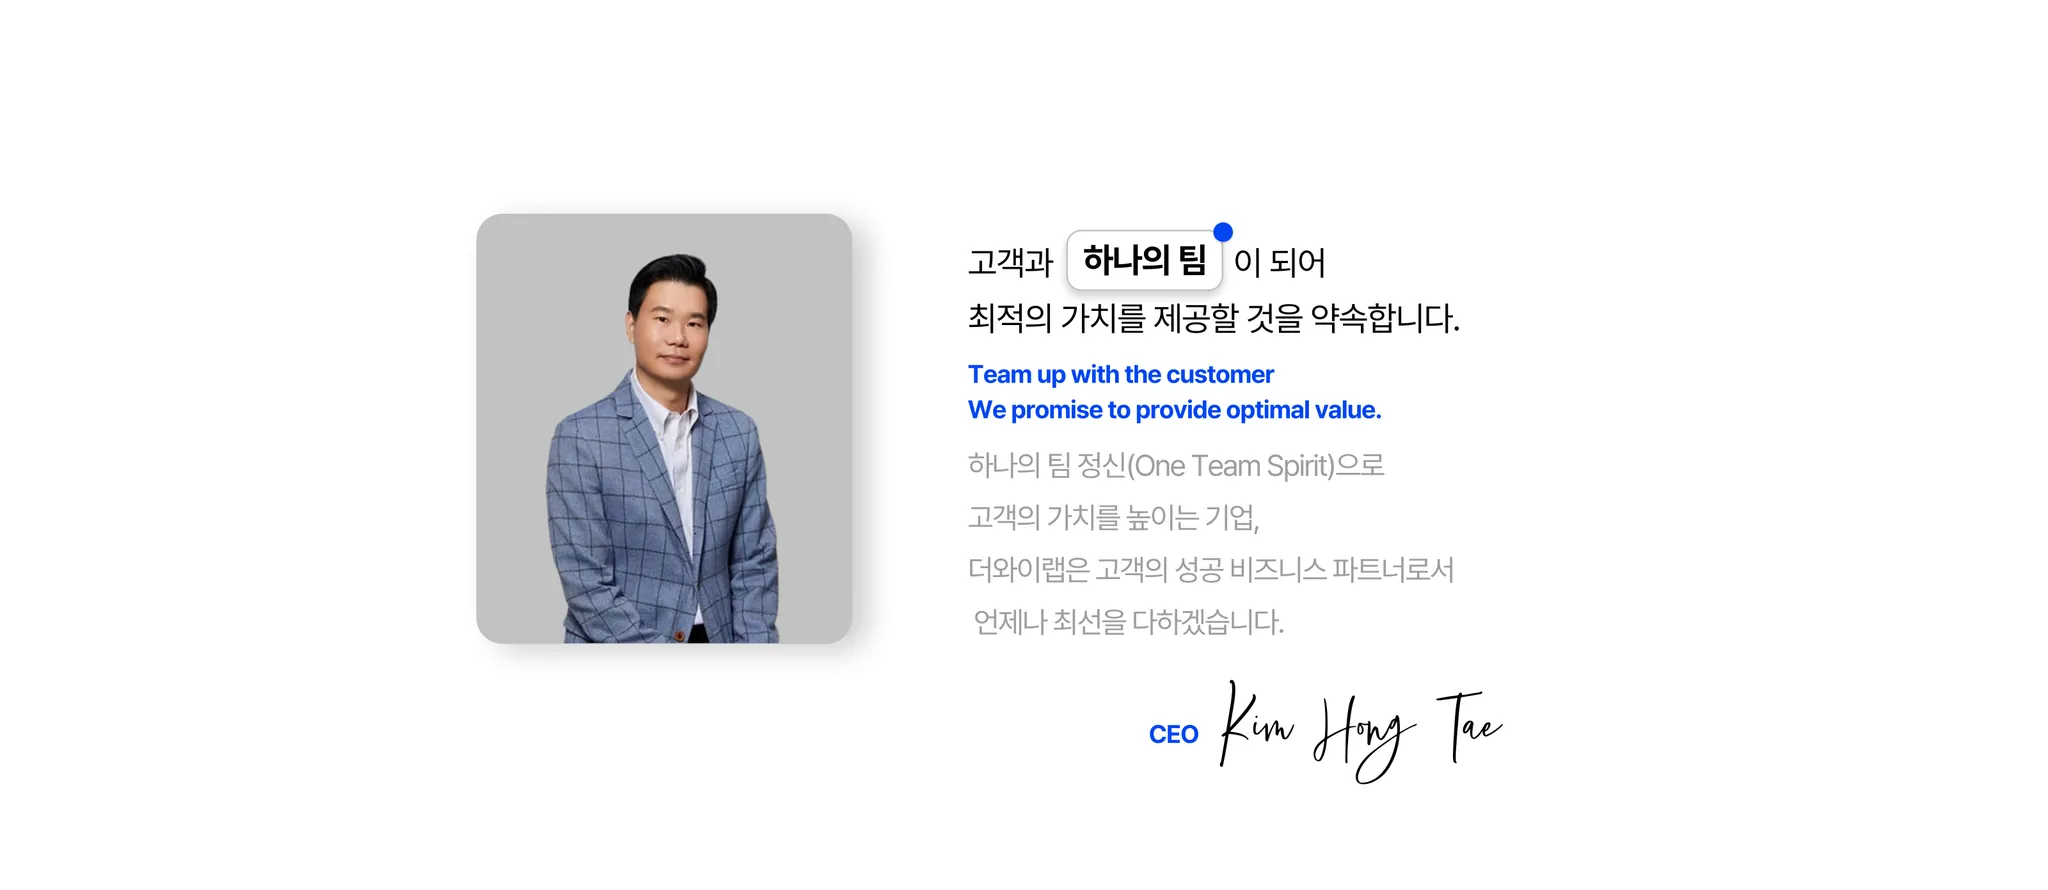 고객과 하나의 팀 이 되어
최적의 가치를 제공할 것을 약속합니다.
Team up with the customer
We promise to provide optimal value.
하나의 팀 정신(One Team Spirit)으로
고객의 가치를 높이는 기업,
더와이랩은 고객의 성공 비즈니스 파트너로서
언제나 최선을 다하겠습니다.
CEO Kim Hong Tae